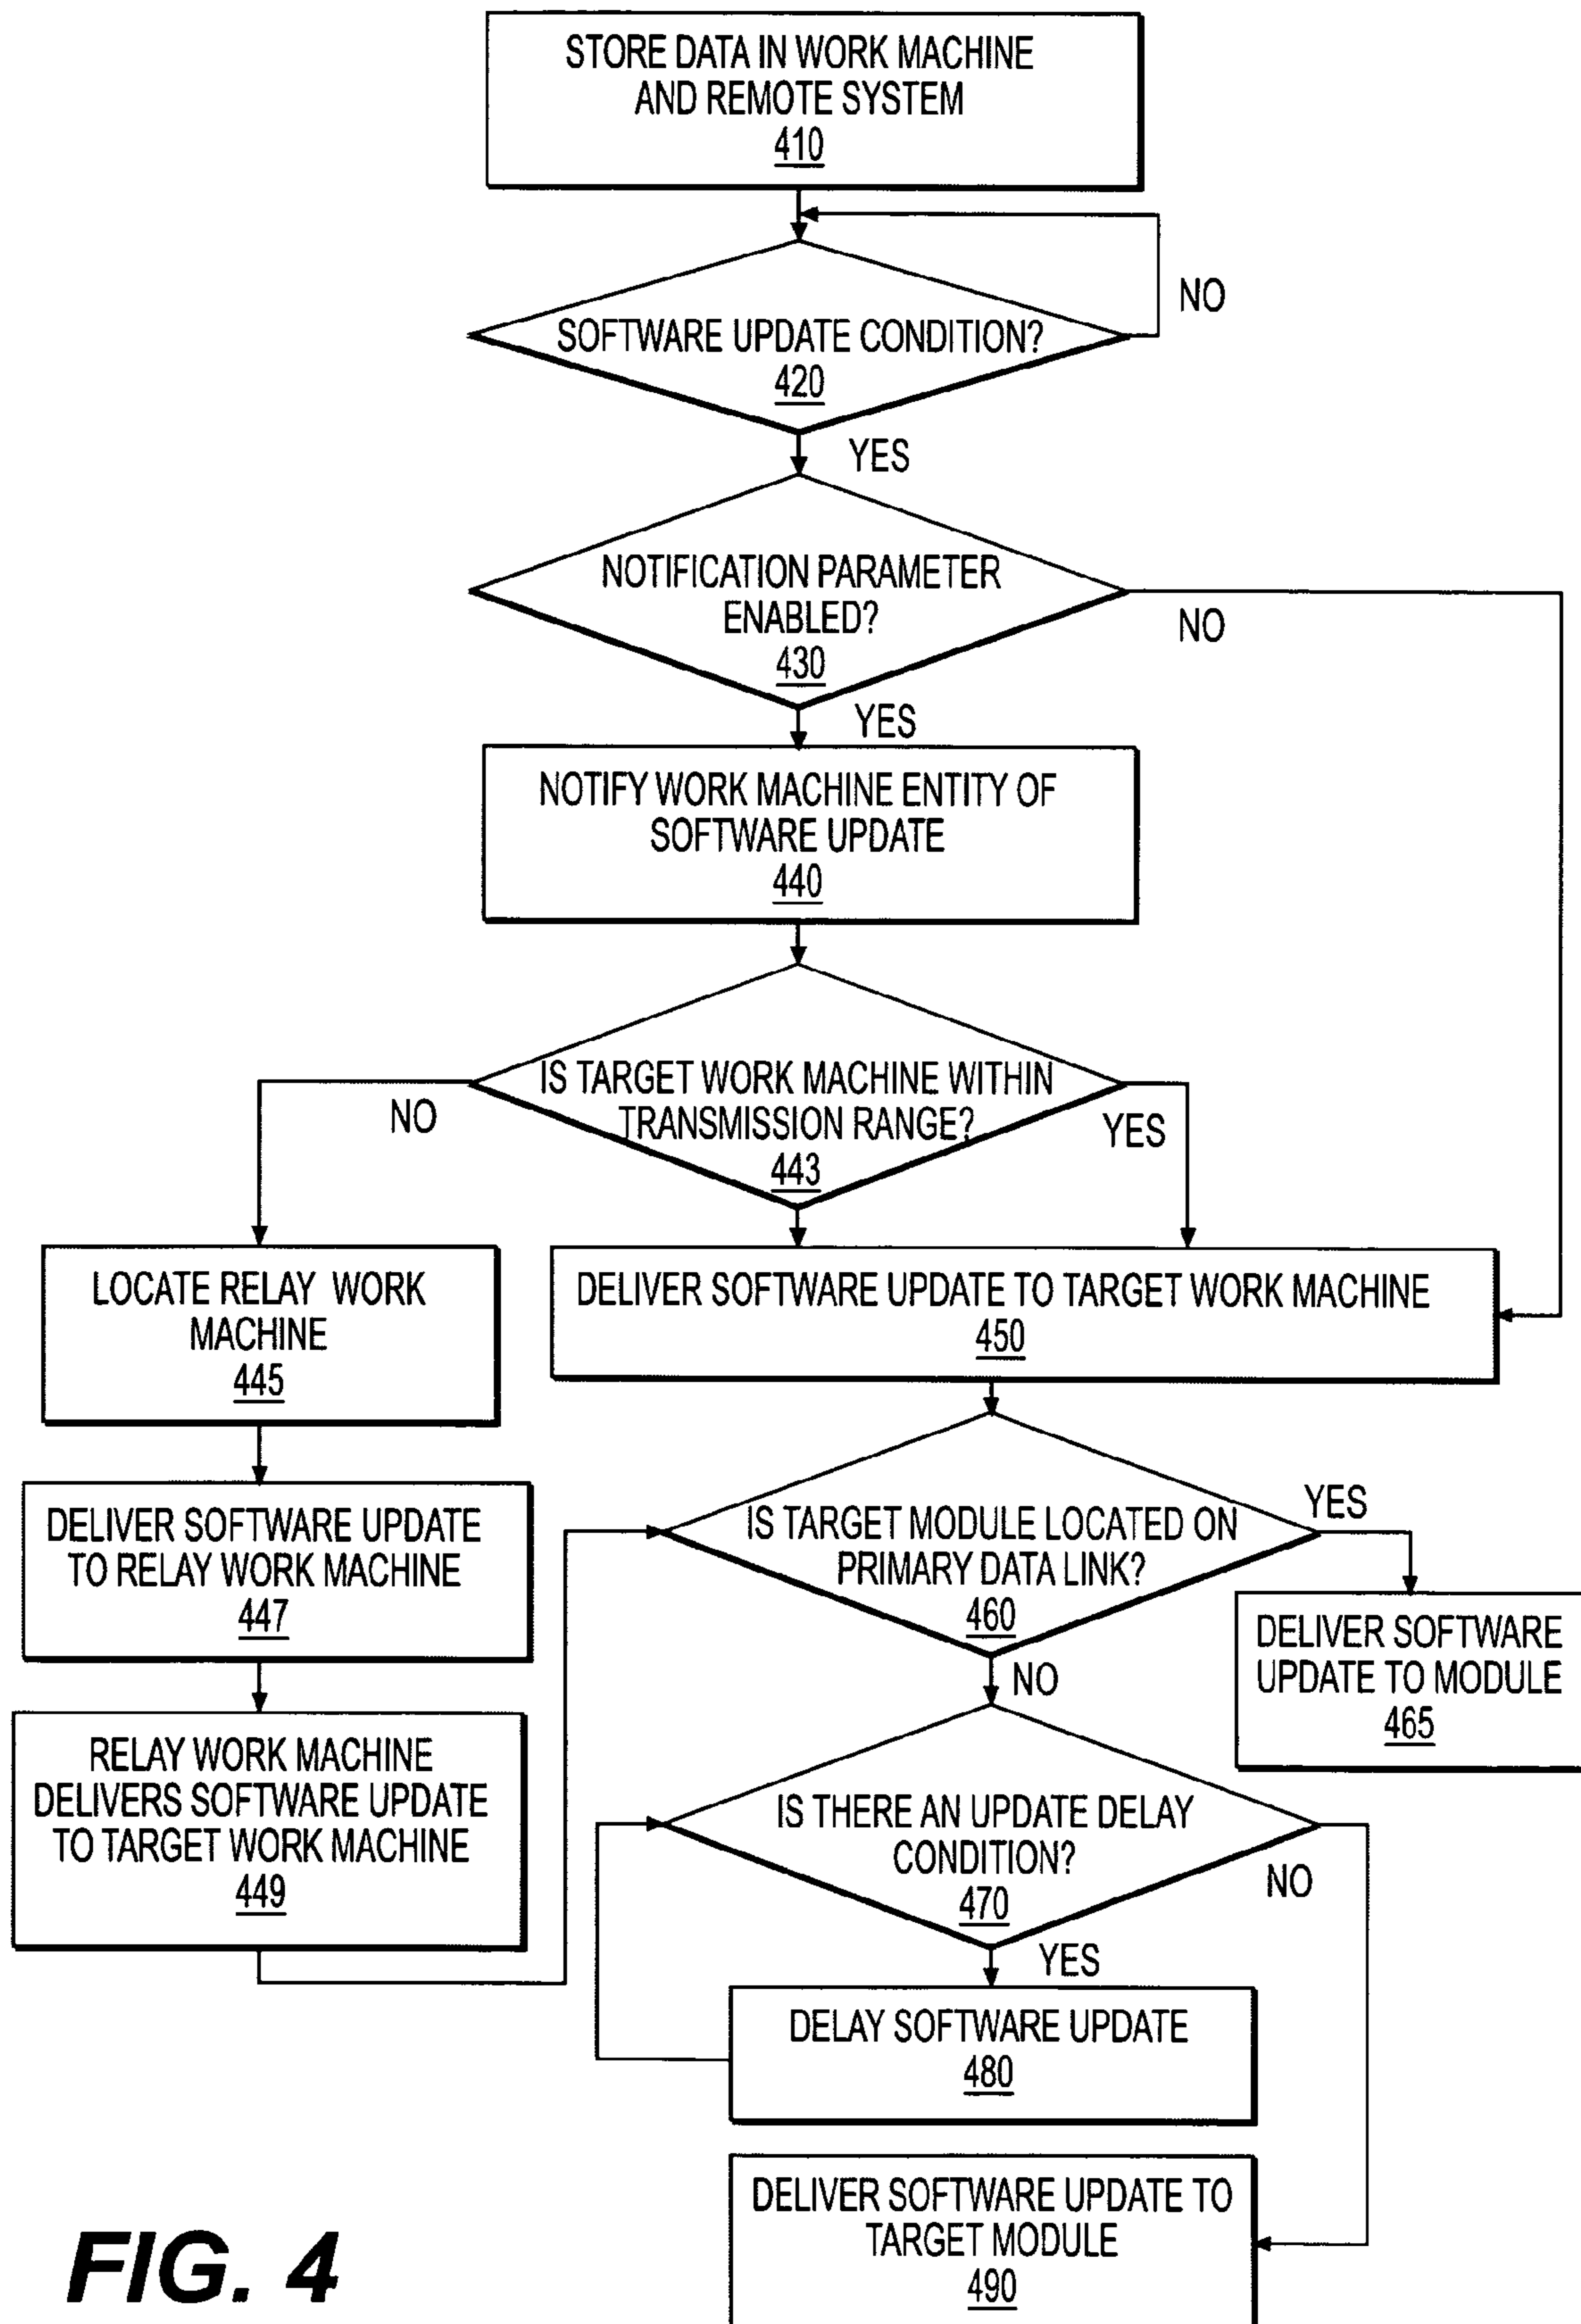 STORE DATA IN WORK MACHINE
AND REMOTE SYSTEM
410
NO
SOFTWARE UPDATE CONDITION?
420
YES
NOTIFICATION PARAMETER
ENABLED?
430
NO
YES
NOTIFY WORK MACHINE ENTITY OF
SOFTWARE UPDATE
440
IS TARGET WORK MACHINE WITHIN
TRANSMISSION RANGE?
443
NO
YES
LOCATE RELAY WORK
MACHINE
445
DELIVER SOFTWARE UPDATE TO TARGET WORK MACHINE
450
DELIVER SOFTWARE UPDATE
TO RELAY WORK MACHINE
447
IS TARGET MODULE LOCATED ON
PRIMARY DATA LINK?
460
YES
NO
DELIVER SOFTWARE
UPDATE TO MODULE
465
RELAY WORK MACHINE
DELIVERS SOFTWARE UPDATE
TO TARGET WORK MACHINE
449
IS THERE AN UPDATE DELAY
CONDITION?
470
NO
YES
DELAY SOFTWARE UPDATE
480
DELIVER SOFTWARE UPDATE TO
TARGET MODULE
490
FIG. 4